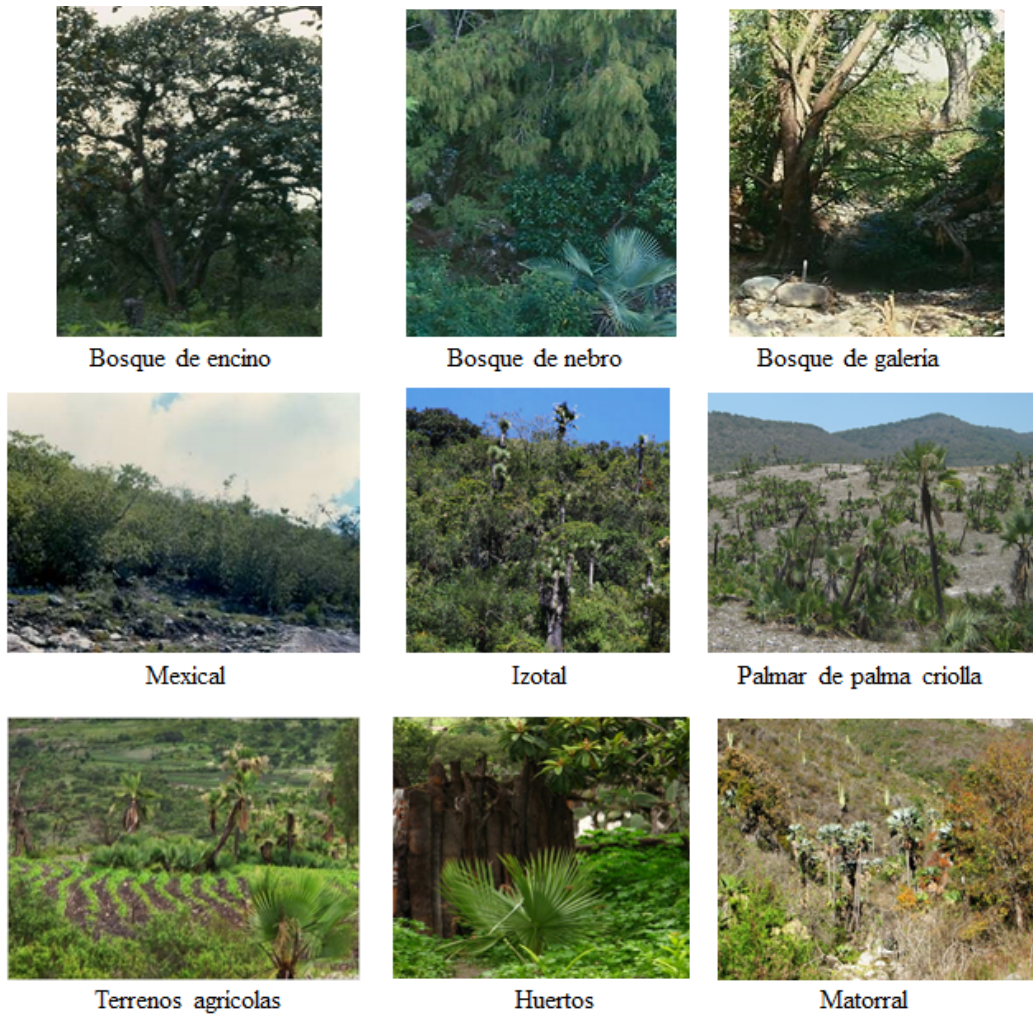 Bosque de encino
Bosque de nebro
Bosque de galería
Mexical
Izotal
Palmar de palma criolla
Terrenos agrícolas
Huertos
Matorral